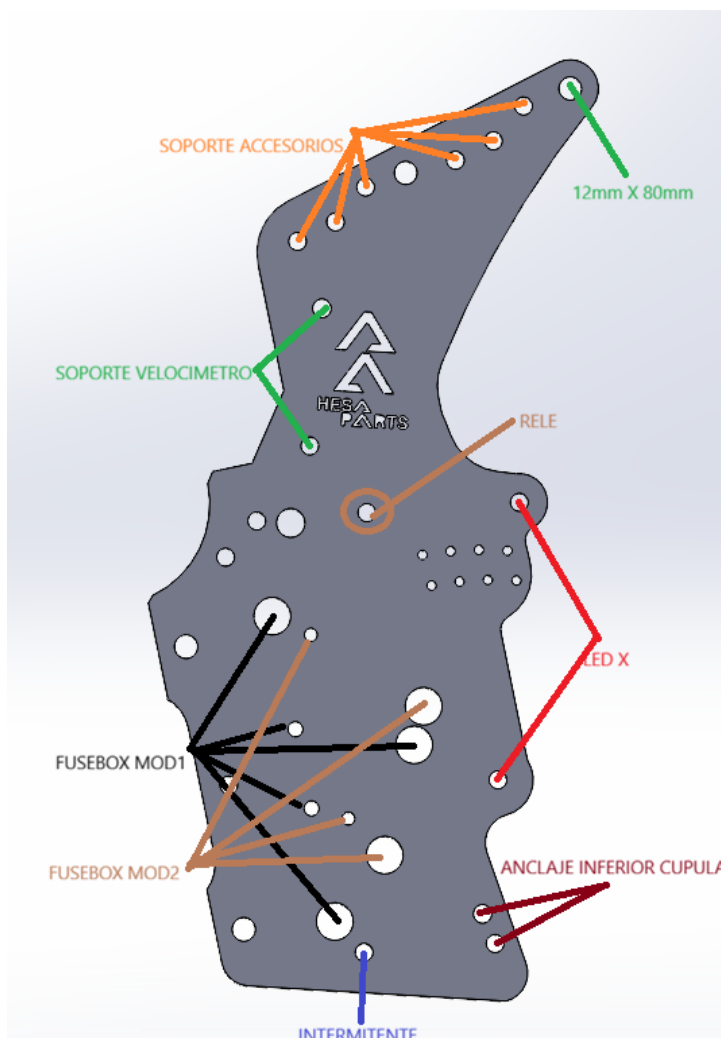 SOPORTE ACCESORIOS
12mm X 80mm
SOPORTE VELOCIMETRO
HESA
PARTS
RELE
LED X
FUSEBOX MOD1
FUSEBOX MOD2
ANCLAJE INFERIOR CUPULA
INTERMITENTE